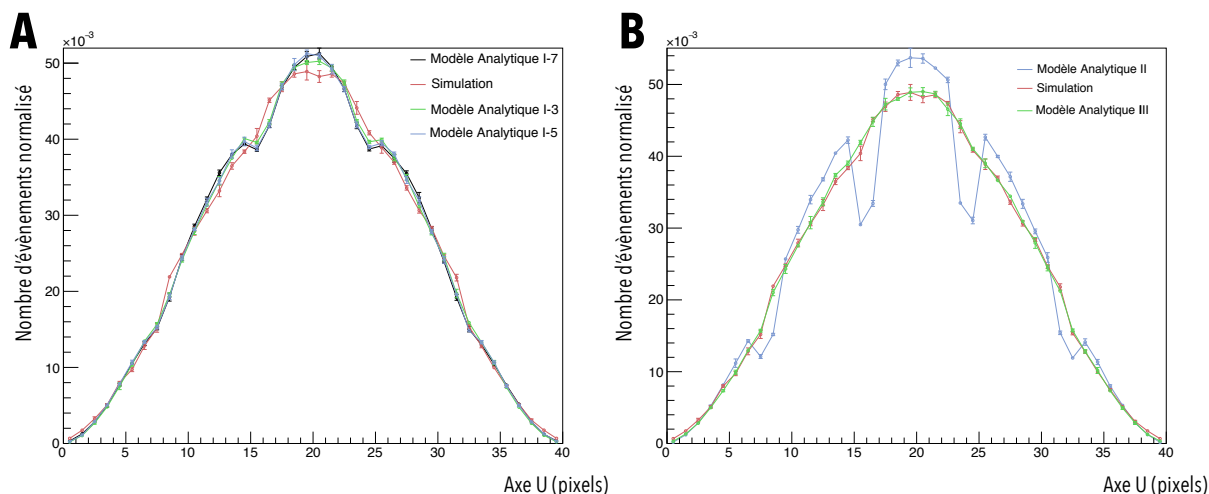 A
×10⁻³
50
40
30
20
10
0
0 5 10 15 20 25 30 35 40
Nombre d'évènements normalisé
Axe U (pixels)
Modèle Analytique I-7
Simulation
Modèle Analytique I-3
Modèle Analytique I-5
B
×10⁻³
50
40
30
20
10
0
0 5 10 15 20 25 30 35 40
Nombre d'évènements normalisé
Axe U (pixels)
Modèle Analytique II
Simulation
Modèle Analytique III